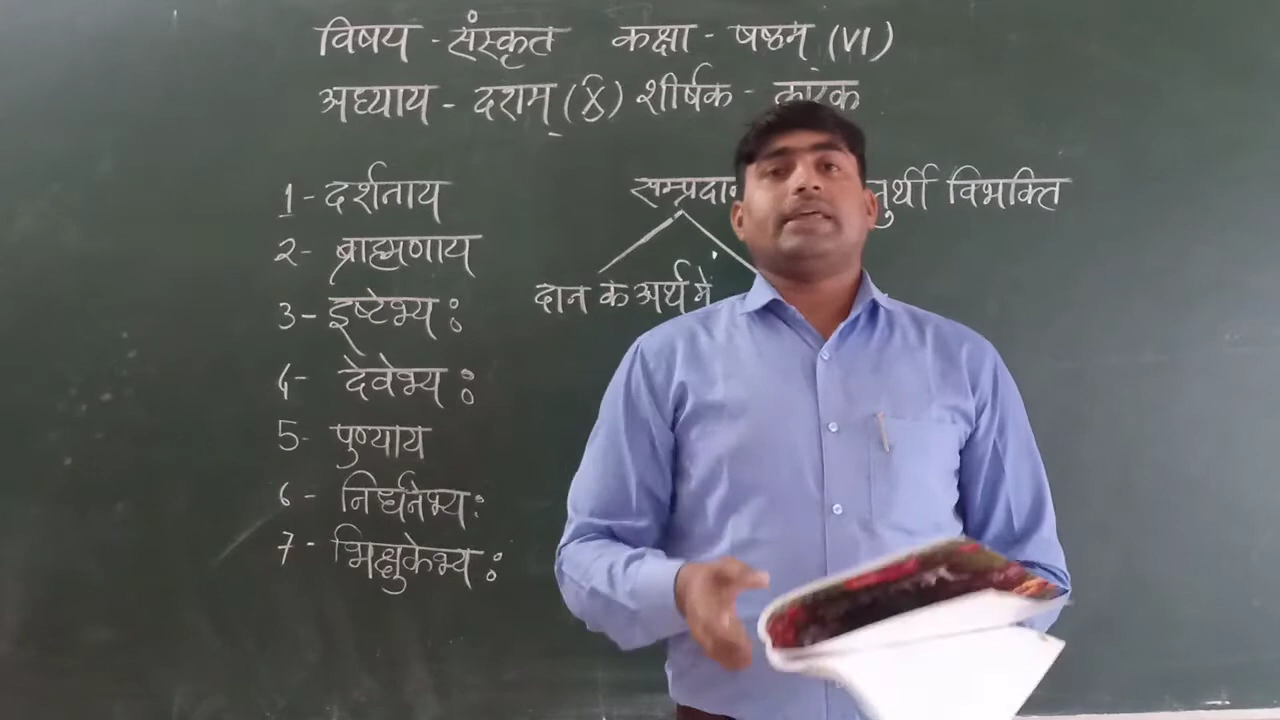 विषय - संस्कृत कक्षा - षष्ठम् (VI)
अध्याय - दशम् (X) शीर्षक - कारक
सम्प्रदान चतुर्थी विभक्ति
दान के अर्थ में
1 - दर्शनाय
2 - ब्राह्मणाय
3 - इष्टेभ्यः
4 - देवेभ्यः
5 - पुण्याय
6 - निर्धनेभ्यः
7 - भिक्षुकेभ्यः